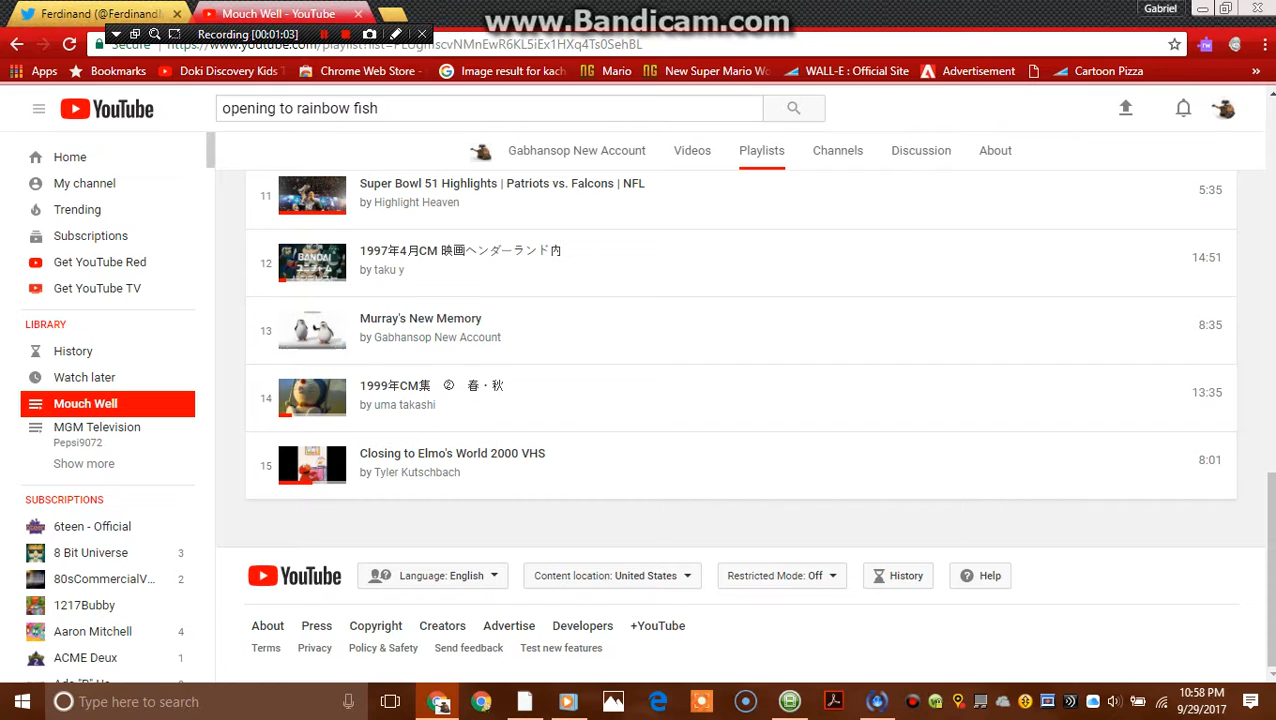 Ferdinand (@FerdinandM
Mouch Well - YouTube
www.Bandicam.com
Gabriel
Recording [00:01:03]
Secure
https://www.youtube.com/playlist?list=
Apps
Bookmarks
Doki Discovery Kids T
Chrome Web Store -
Image result for kach
Mario
New Super Mario Wo
WALL-E : Official Site
Advertisement
Cartoon Pizza
»
YouTube
opening to rainbow fish
Gabhansop New Account
Videos
Playlists
Channels
Discussion
About
Home
My channel
Trending
Subscriptions
Get YouTube Red
Get YouTube TV
LIBRARY
History
Watch later
Mouch Well
MGM Television
Pepsi9072
Show more
SUBSCRIPTIONS
6teen - Official
8 Bit Universe 3
80sCommercialV... 2
1217Bubby
Aaron Mitchell 4
ACME Deux 1
11 Super Bowl 51 Highlights | Patriots vs. Falcons | NFL 5:35
by Highlight Heaven
12 1997年4月CM 映画ヘンダーランド内 14:51
by taku y
BANDAI
13 Murray's New Memory 8:35
by Gabhansop New Account
14 1999年CM集 ② 春・秋 13:35
by uma takashi
15 Closing to Elmo's World 2000 VHS 8:01
by Tyler Kutschbach
YouTube
Language: English
Content location: United States
Restricted Mode: Off
History
Help
About Press Copyright Creators Advertise Developers +YouTube
Terms Privacy Policy & Safety Send feedback Test new features
Type here to search
10:58 PM
9/29/2017